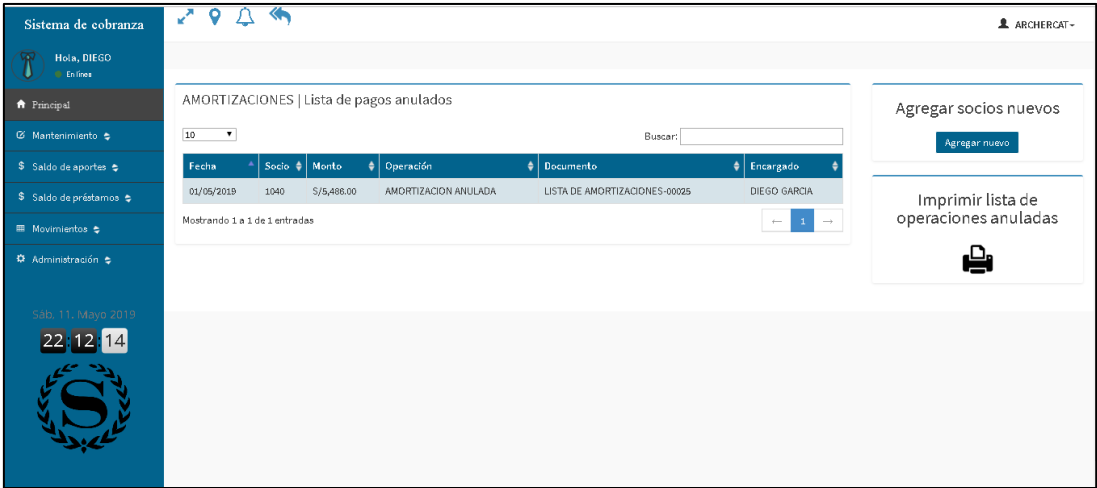 Sistema de cobranza
Hola, DIEGO
En línea
Principal
Mantenimiento
Saldo de aportes
Saldo de préstamos
Movimientos
Administración
Sáb, 11, Mayo 2019
22 12 14
S
ARCHERCAT
AMORTIZACIONES | Lista de pagos anulados
10
Buscar:
Fecha Socio Monto Operación Documento Encargado
01/05/2019 1040 S/5,486.00 AMORTIZACION ANULADA LISTA DE AMORTIZACIONES-00025 DIEGO GARCIA
Mostrando 1 a 1 de 1 entradas
← 1 →
Agregar socios nuevos
Agregar nuevo
Imprimir lista de
operaciones anuladas